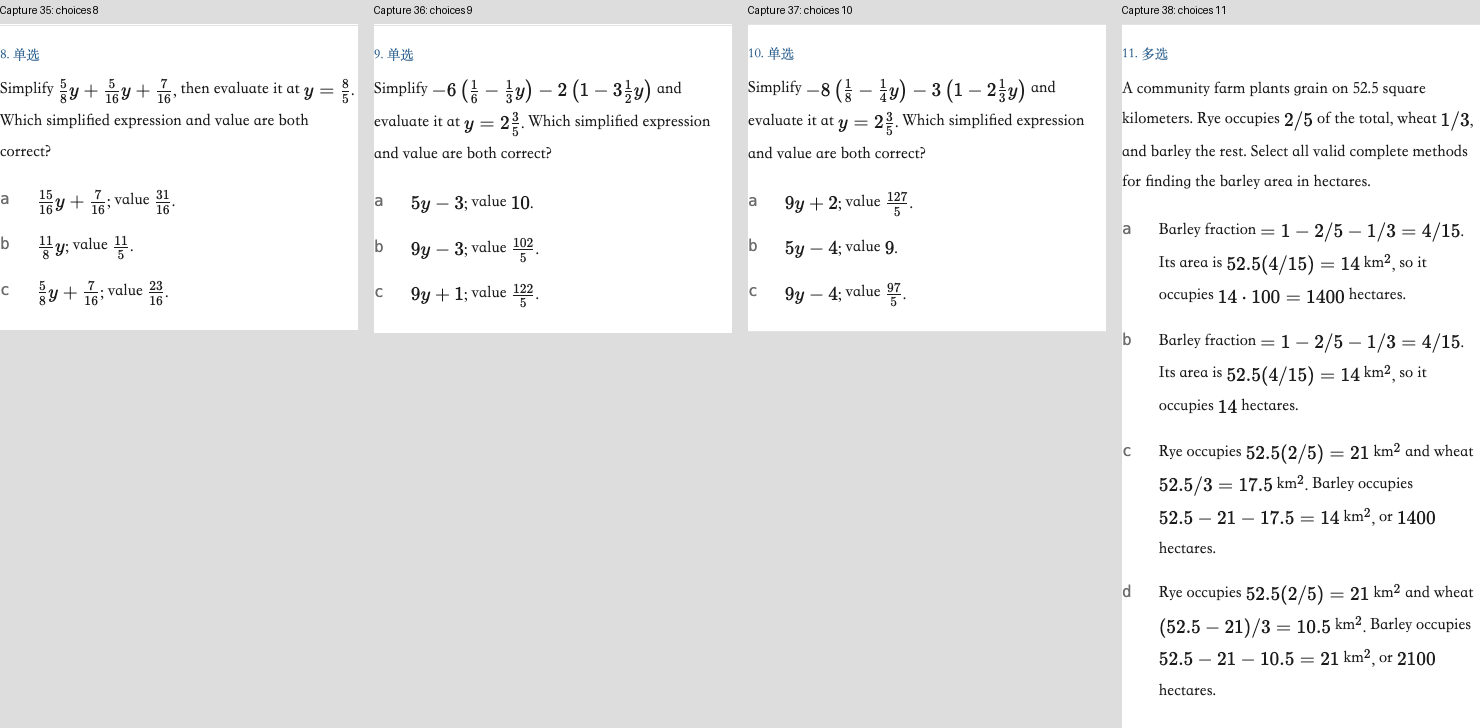 Capture 35: choices 8
8. 单选
Simplify 5/8 y + 5/16 y + 7/16, then evaluate it at y = 8/5.
Which simplified expression and value are both
correct?
a 15/16 y + 7/16; value 31/16.
b 11/8 y; value 11/5.
c 5/8 y + 7/16; value 23/16.
Capture 36: choices 9
9. 单选
Simplify −6 (1/6 − 1/3 y) − 2 (1 − 3 1/2 y) and
evaluate it at y = 2 3/5. Which simplified expression
and value are both correct?
a 5y − 3; value 10.
b 9y − 3; value 102/5.
c 9y + 1; value 122/5.
Capture 37: choices 10
10. 单选
Simplify −8 (1/8 − 1/4 y) − 3 (1 − 2 1/3 y) and
evaluate it at y = 2 3/5. Which simplified expression
and value are both correct?
a 9y + 2; value 127/5.
b 5y − 4; value 9.
c 9y − 4; value 97/5.
Capture 38: choices 11
11. 多选
A community farm plants grain on 52.5 square
kilometers. Rye occupies 2/5 of the total, wheat 1/3,
and barley the rest. Select all valid complete methods
for finding the barley area in hectares.
a Barley fraction = 1 − 2/5 − 1/3 = 4/15.
Its area is 52.5(4/15) = 14 km², so it
occupies 14 · 100 = 1400 hectares.
b Barley fraction = 1 − 2/5 − 1/3 = 4/15.
Its area is 52.5(4/15) = 14 km², so it
occupies 14 hectares.
c Rye occupies 52.5(2/5) = 21 km² and wheat
52.5/3 = 17.5 km². Barley occupies
52.5 − 21 − 17.5 = 14 km², or 1400
hectares.
d Rye occupies 52.5(2/5) = 21 km² and wheat
(52.5 − 21)/3 = 10.5 km². Barley occupies
52.5 − 21 − 10.5 = 21 km², or 2100
hectares.